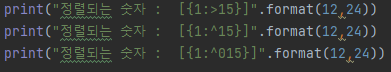 print("정렬되는 숫자 :  [{1:>15}]".format(12,24))
print("정렬되는 숫자 :  [{1:^15}]".format(12,24))
print("정렬되는 숫자 :  [{1:^015}]".format(12,24))